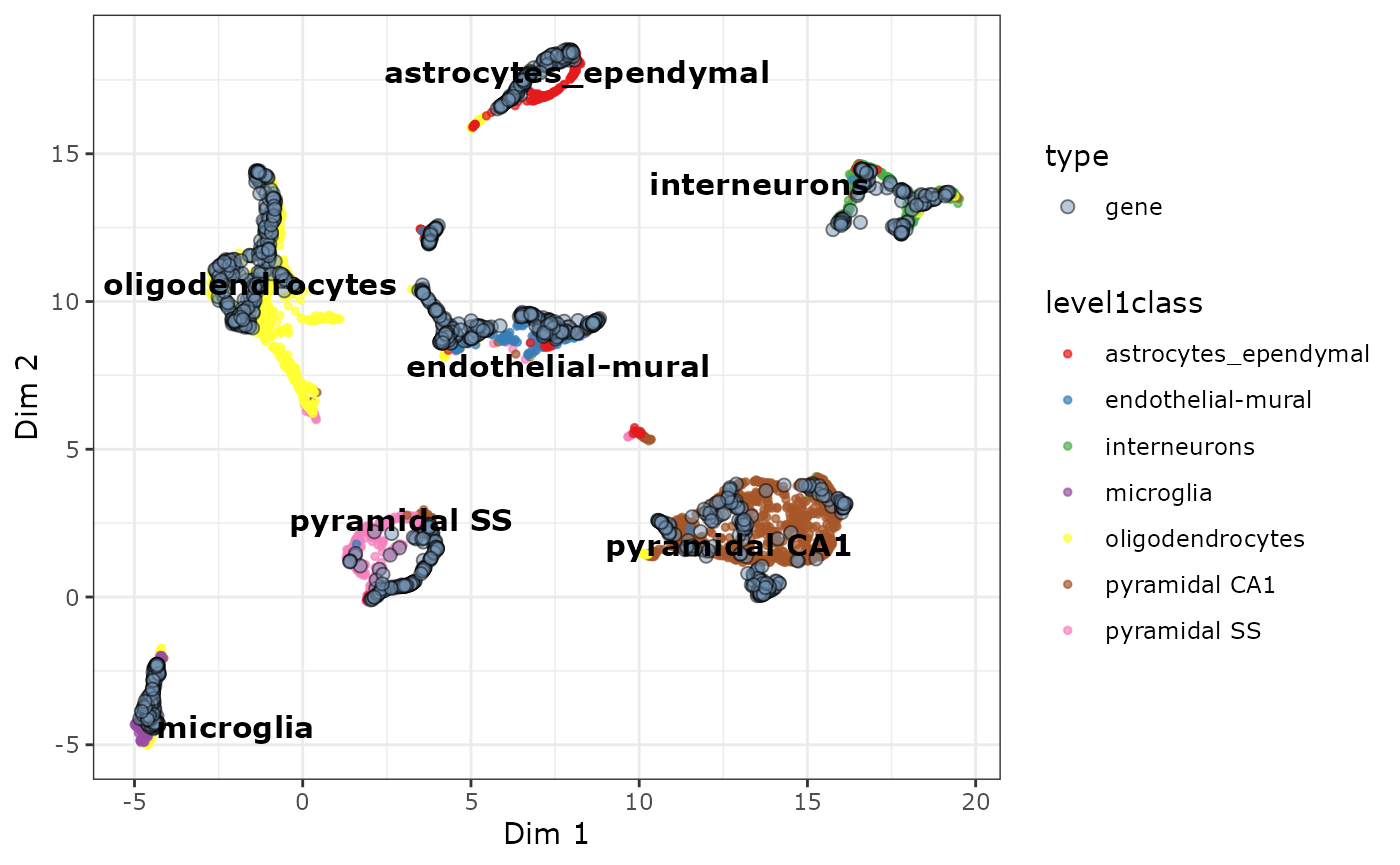 astrocytes_ependymal
interneurons
oligodendrocytes
endothelial-mural
pyramidal SS
pyramidal CA1
microglia
15
10
5
0
-5
-5
0
5
10
15
20
Dim 1
Dim 2
type
gene
level1class
astrocytes_ependymal
endothelial-mural
interneurons
microglia
oligodendrocytes
pyramidal CA1
pyramidal SS